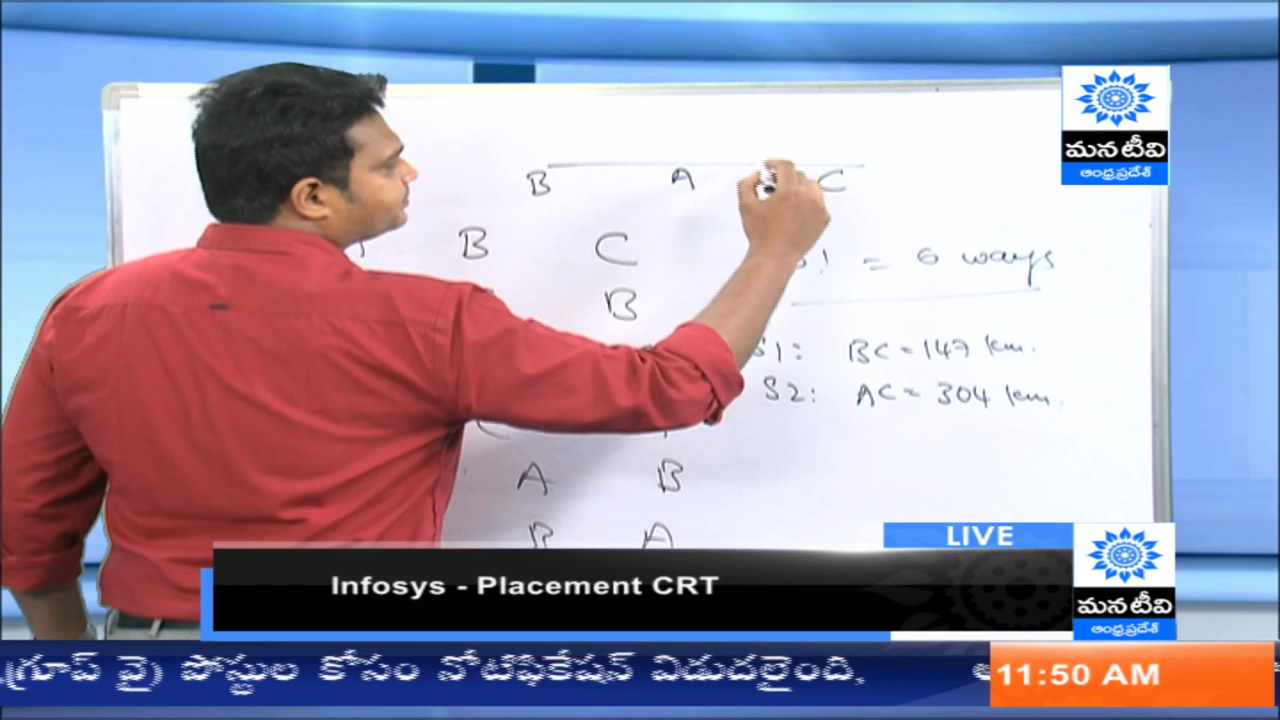 B A C
మన టీవి
ఆంధ్రప్రదేశ్
B C
! = 6 ways
B
S1: BC = 147 km.
S2: AC = 304 km.
C
A B
B A
LIVE
Infosys - Placement CRT
మన టీవి
ఆంధ్రప్రదేశ్
గ్రూప్ వై) పోస్టుల కోసం నోటిఫికేషన్ విడుదలైంది.
11:50 AM